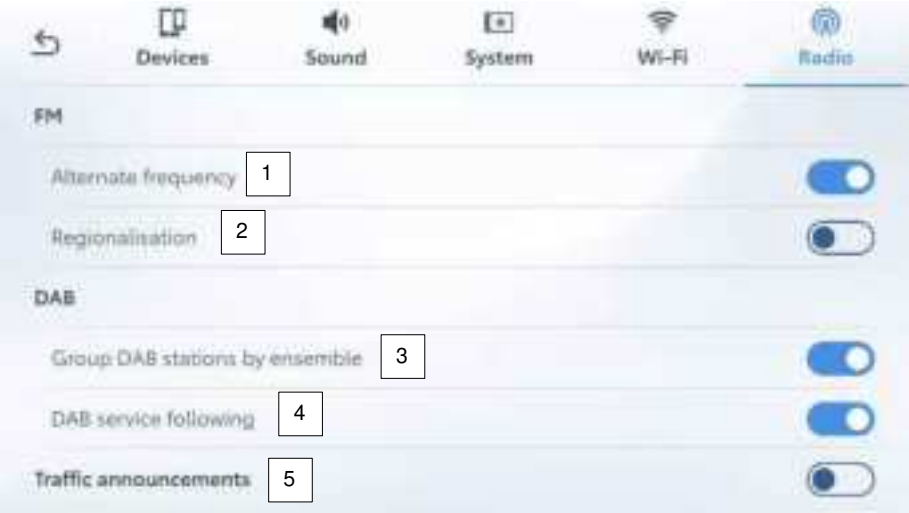 Devices Sound System Wi-Fi Radio
FM
Alternate frequency 1
Regionalisation 2
DAB
Group DAB stations by ensemble 3
DAB service following 4
Traffic announcements 5